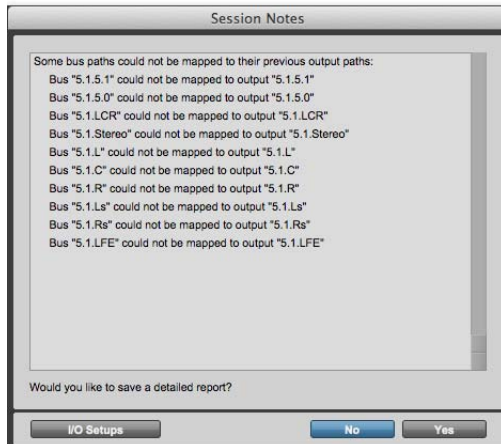 Session Notes
Some bus paths could not be mapped to their previous output paths:
Bus "5.1.5.1" could not be mapped to output "5.1.5.1"
Bus "5.1.5.0" could not be mapped to output "5.1.5.0"
Bus "5.1.LCR" could not be mapped to output "5.1.LCR"
Bus "5.1.Stereo" could not be mapped to output "5.1.Stereo"
Bus "5.1.L" could not be mapped to output "5.1.L"
Bus "5.1.C" could not be mapped to output "5.1.C"
Bus "5.1.R" could not be mapped to output "5.1.R"
Bus "5.1.Ls" could not be mapped to output "5.1.Ls"
Bus "5.1.Rs" could not be mapped to output "5.1.Rs"
Bus "5.1.LFE" could not be mapped to output "5.1.LFE"
Would you like to save a detailed report?
I/O Setups
No
Yes